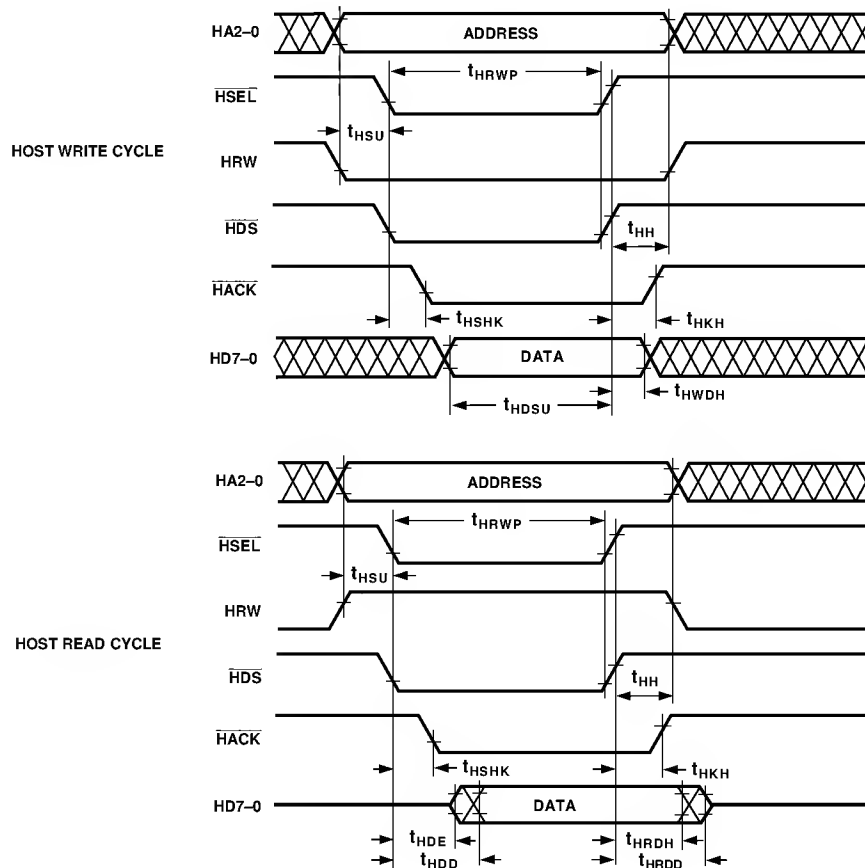 HA2–0
ADDRESS
tHRWP
HSEL
tHSU
HOST WRITE CYCLE
HRW
HDS
tHH
HACK
tHSHK
tHKH
HD7–0
DATA
tHWDH
tHDSU
HA2–0
ADDRESS
tHRWP
HSEL
tHSU
HRW
HOST READ CYCLE
HDS
tHH
HACK
tHSHK
tHKH
HD7–0
DATA
tHDE
tHRDH
tHDD
tHRDD